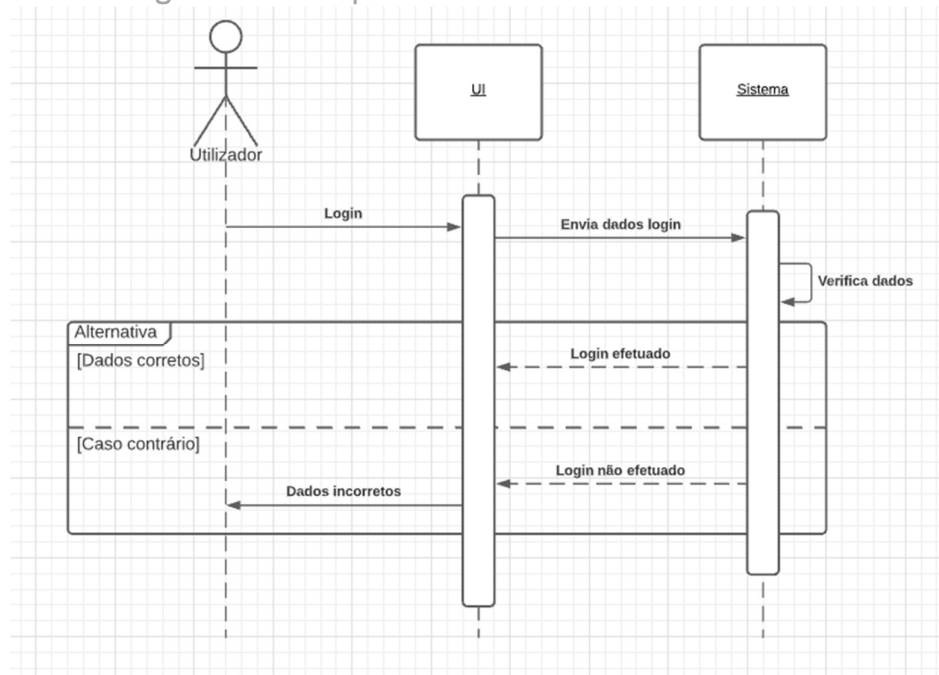 UI
Sistema
Utilizador
Login
Envia dados login
Verifica dados
Alternativa
[Dados corretos]
Login efetuado
[Caso contrário]
Login não efetuado
Dados incorretos